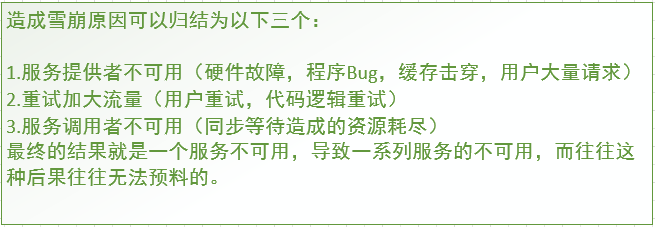 造成雪崩原因可以归结为以下三个：
1.服务提供者不可用（硬件故障，程序Bug，缓存击穿，用户大量请求）
2.重试加大流量（用户重试，代码逻辑重试）
3.服务调用者不可用（同步等待造成的资源耗尽）
最终的结果就是一个服务不可用，导致一系列服务的不可用，而往往这
种后果往往无法预料的。